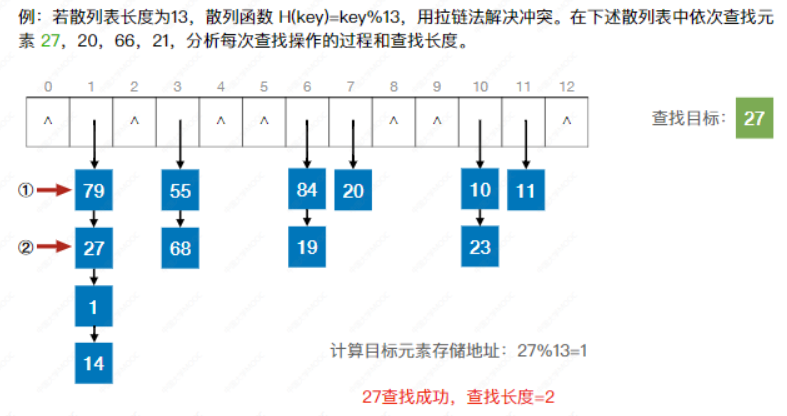 例：若散列表长度为13，散列函数 H(key)=key%13，用拉链法解决冲突。在下述散列表中依次查找元
素 27，20，66，21，分析每次查找操作的过程和查找长度。
0 1 2 3 4 5 6 7 8 9 10 11 12
^ ^ ^ ^ ^ ^ ^
查找目标： 27
① 79 55 84 20 10 11
② 27 68 19 23
1
计算目标元素存储地址：27%13=1
14
27查找成功，查找长度=2